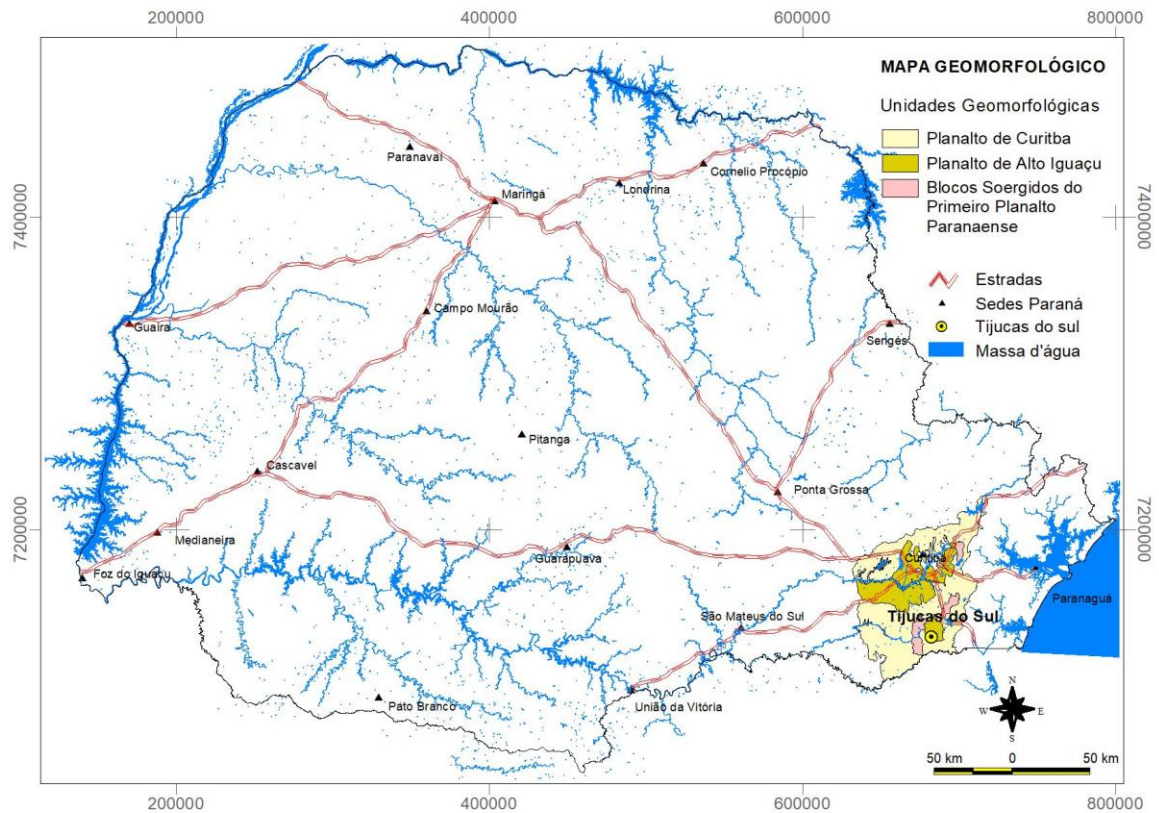 200000 400000 600000 800000
MAPA GEOMORFOLÓGICO
Unidades Geomorfológicas
Planalto de Curitba
Planalto de Alto Iguaçu
Blocos Soergidos do
Primeiro Planalto
Paranaense
Estradas
Sedes Paraná
Tijucas do sul
Massa d'água
Paranavaí
Cornelio Procópio
Londrina
Maringá
7400000 7400000
Campo Mourão
Guaira
Sengés
Pitanga
Cascavel
Ponta Grossa
7200000 7200000
Medianeira
Guarapuava
Curitiba
Foz do Iguaçu
Paranaguá
São Mateus do Sul
Tijucas do Sul
N
W E
S
Pato Branco
União da Vitória
50 km 0 50 km
200000 400000 600000 800000